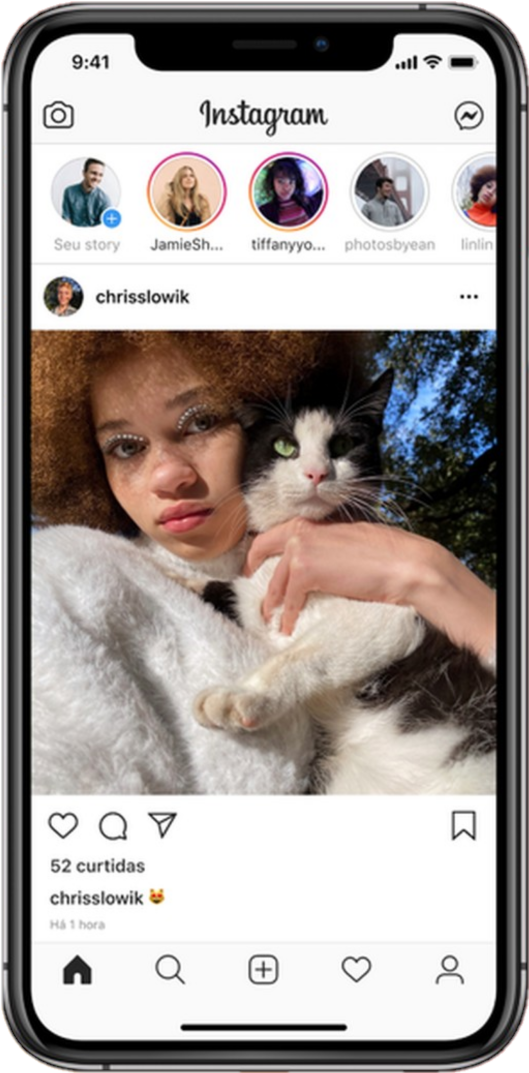 9:41
Instagram
Seu story
JamieSh...
tiffanyyo...
photosbyean
linlin
chrisslowik
52 curtidas
chrisslowik
Há 1 hora